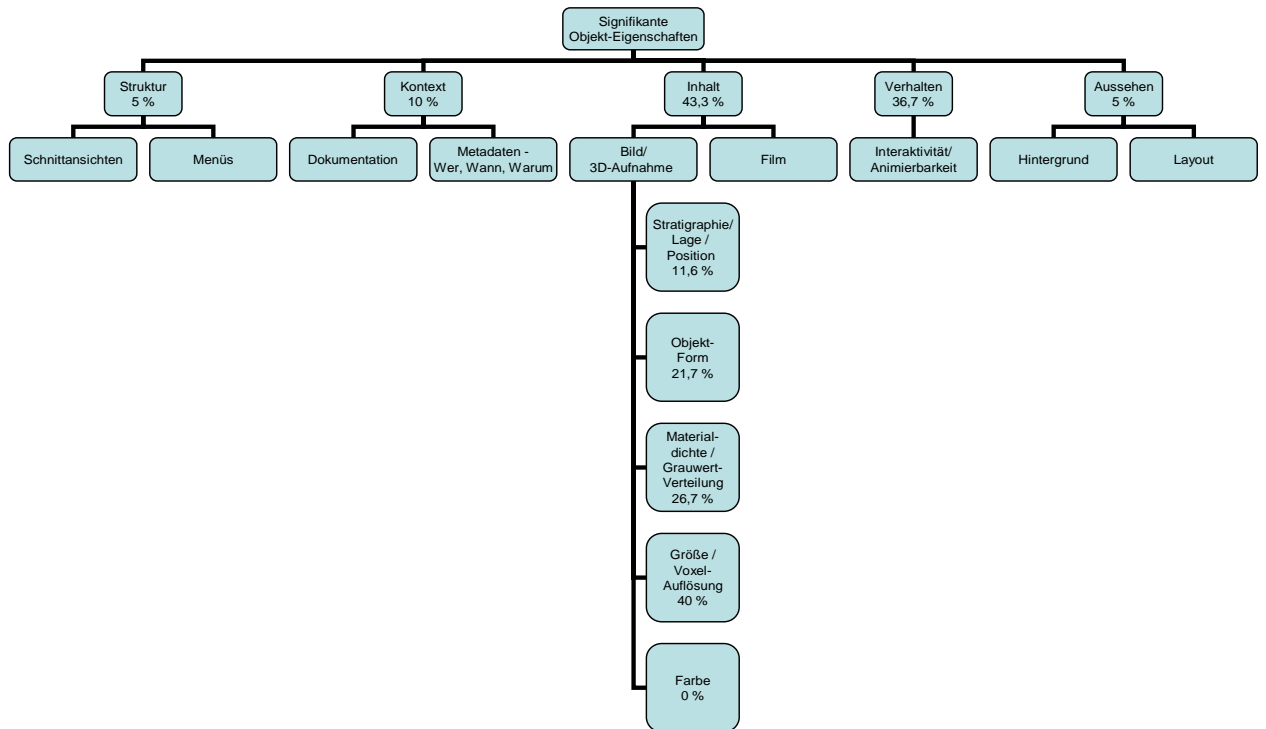 Signifikante
Objekt-Eigenschaften
Struktur
5 %
Kontext
10 %
Inhalt
43,3 %
Verhalten
36,7 %
Aussehen
5 %
Schnittansichten
Menüs
Dokumentation
Metadaten -
Wer, Wann, Warum
Bild/
3D-Aufnahme
Film
Interaktivität/
Animierbarkeit
Hintergrund
Layout
Stratigraphie/
Lage /
Position
11,6 %
Objekt-
Form
21,7 %
Material-
dichte /
Grauwert-
Verteilung
26,7 %
Größe /
Voxel-
Auflösung
40 %
Farbe
0 %